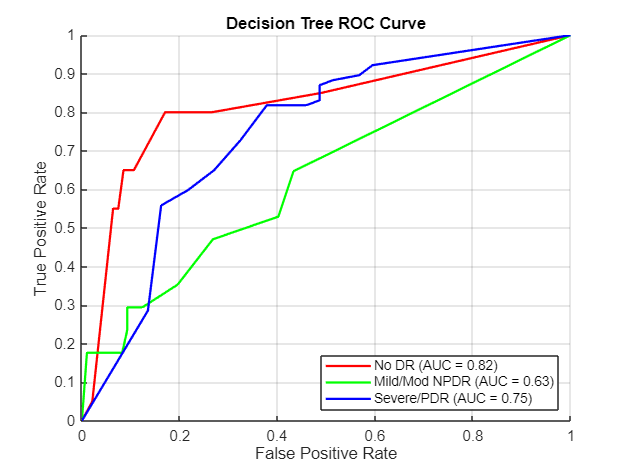 Decision Tree ROC Curve
True Positive Rate
1
0.9
0.8
0.7
0.6
0.5
0.4
0.3
0.2
0.1
0
0 0.2 0.4 0.6 0.8 1
False Positive Rate
No DR (AUC = 0.82)
Mild/Mod NPDR (AUC = 0.63)
Severe/PDR (AUC = 0.75)